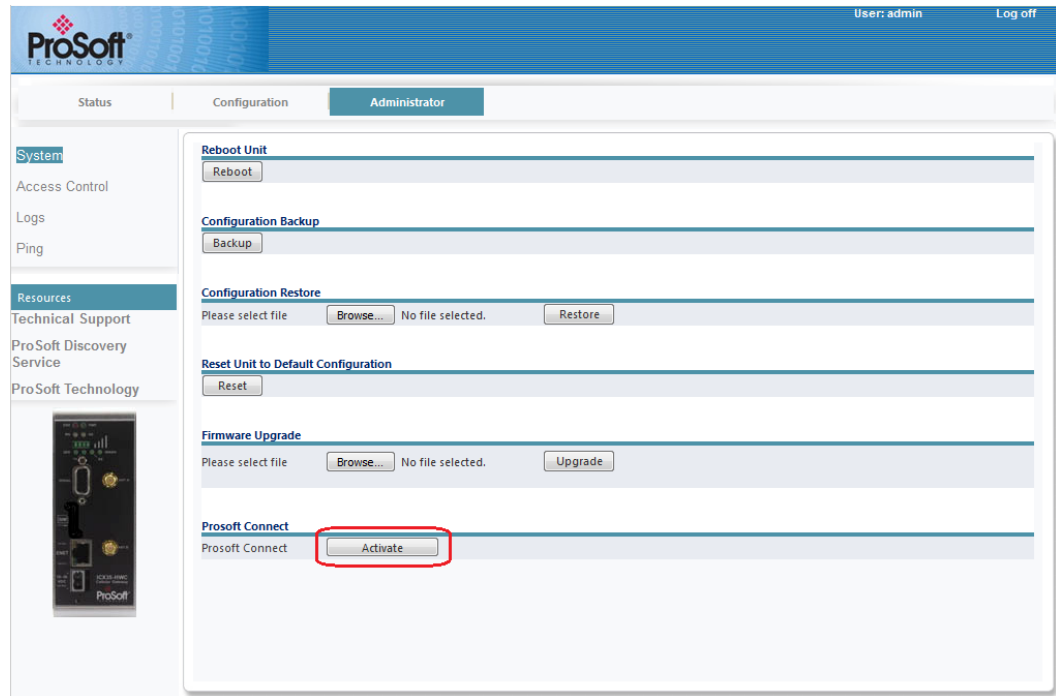 User: admin Log off
ProSoft®
TECHNOLOGY
Status Configuration Administrator
System
Access Control
Logs
Ping
Resources
Technical Support
ProSoft Discovery
Service
ProSoft Technology
Reboot Unit
Reboot
Configuration Backup
Backup
Configuration Restore
Please select file Browse... No file selected. Restore
Reset Unit to Default Configuration
Reset
Firmware Upgrade
Please select file Browse... No file selected. Upgrade
Prosoft Connect
Prosoft Connect Activate
ProSoft